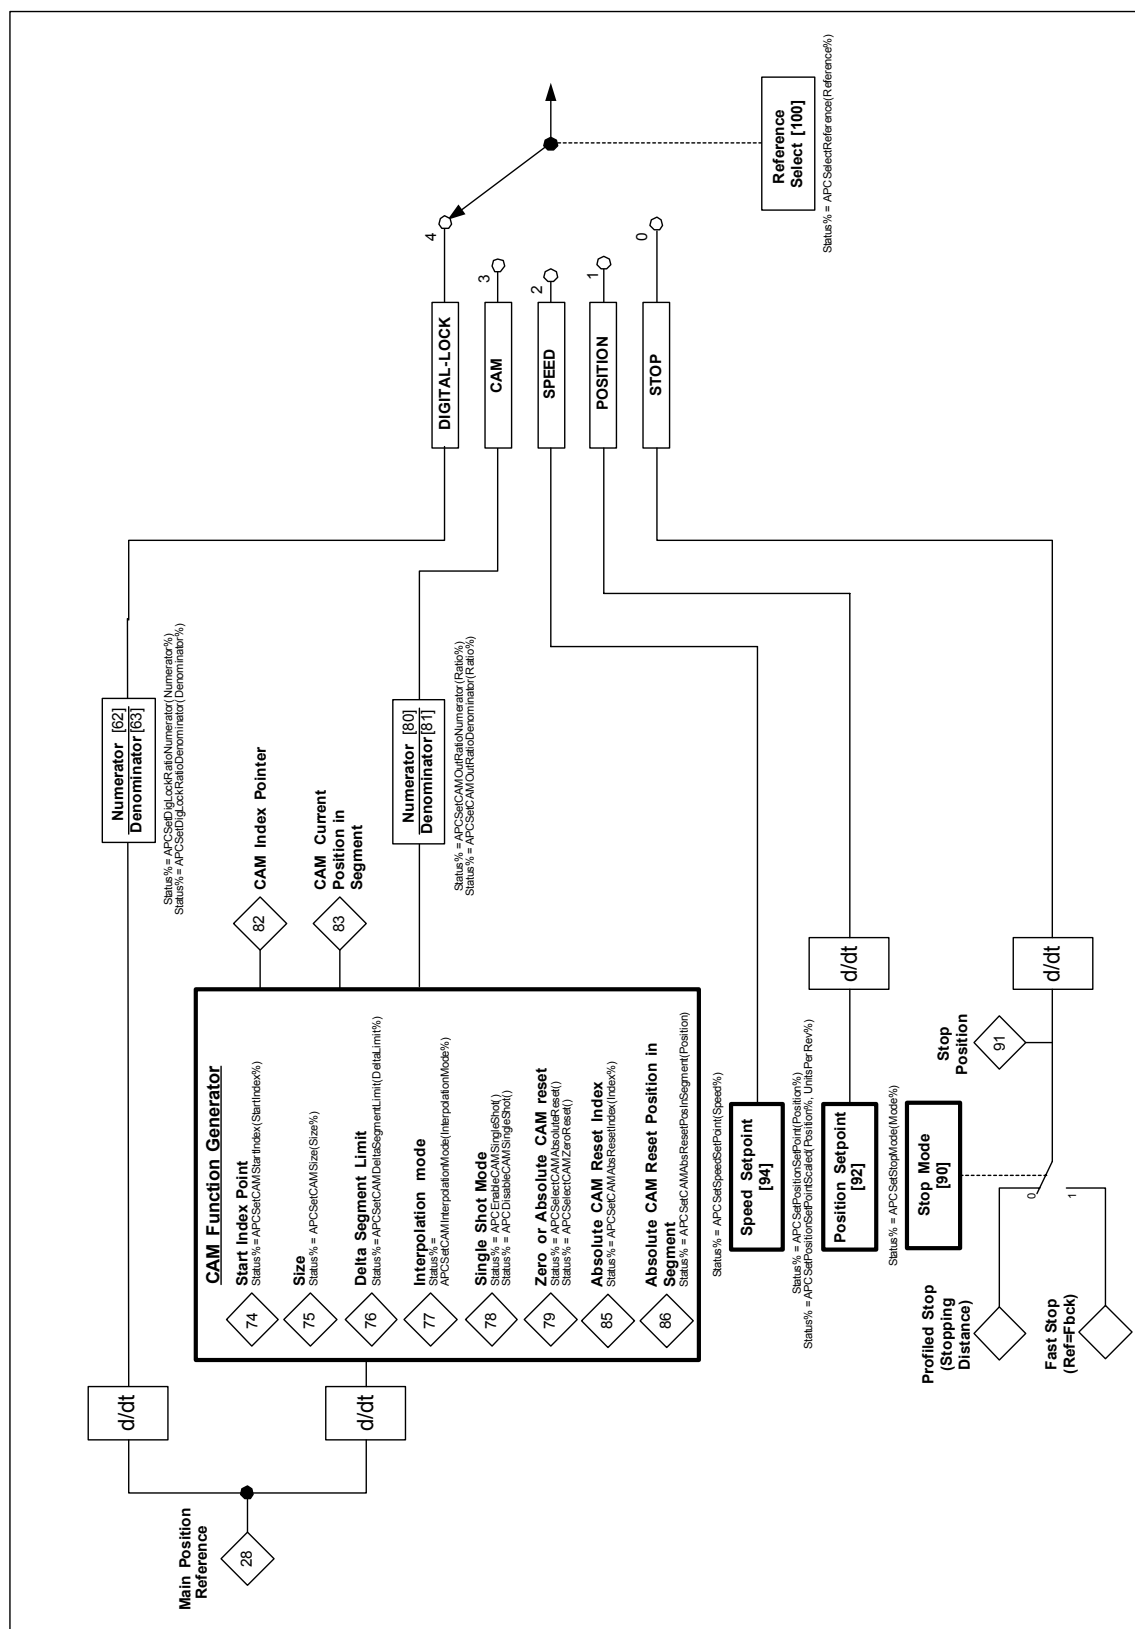 Main Position
Reference
28
d/dt
d/dt
CAM Function Generator
74
Start Index Point
Status% = APCSetCAMStartIndex(StartIndex%)
75
Size
Status% = APCSetCAMSize(Size%)
76
Delta Segment Limit
Status% = APCSetCAMDeltaSegmentLimit(DeltaLimit%)
77
Interpolation mode
Status% =
APCSetCAMInterpolationMode(InterpolationMode%)
78
Single Shot Mode
Status% = APCEnableCAMSingleShot()
Status% = APCDisableCAMSingleShot()
79
Zero or Absolute CAM reset
Status% = APCSelectCAMAbsoluteReset()
Status% = APCSelectCAMZeroReset()
85
Absolute CAM Reset Index
Status% = APCSetCAMAbsResetIndex(Index%)
86
Absolute CAM Reset Position in
Segment
Status% = APCSetCAMAbsResetPosInSegment(Position)
82
CAM Index Pointer
83
CAM Current
Position in
Segment
Numerator [62]
Denominator [63]
Status% = APCSetDigLockRatioNumerator(Numerator%)
Status% = APCSetDigLockRatioDenominator(Denominator%)
Numerator [80]
Denominator [81]
Status% = APCSetCAMOutRatioNumerator(Ratio%)
Status% = APCSetCAMOutRatioDenominator(Ratio%)
Status% = APCSetSpeedSetPoint(Speed%)
Speed Setpoint
[94]
Status% = APCSetPositionSetPoint(Position%)
Status% = APCSetPositionSetPointScaled(Position%, UnitsPerRev%)
Position Setpoint
[92]
d/dt
Status% = APCSetStopMode(Mode%)
Stop Mode
[90]
Stop
Position
91
d/dt
Profiled Stop
(Stopping
Distance)
0
Fast Stop
(Ref=Fbck)
1
DIGITAL-LOCK
4
CAM
3
SPEED
2
POSITION
1
STOP
0
Reference
Select [100]
Status% = APCSelectReference(Reference%)